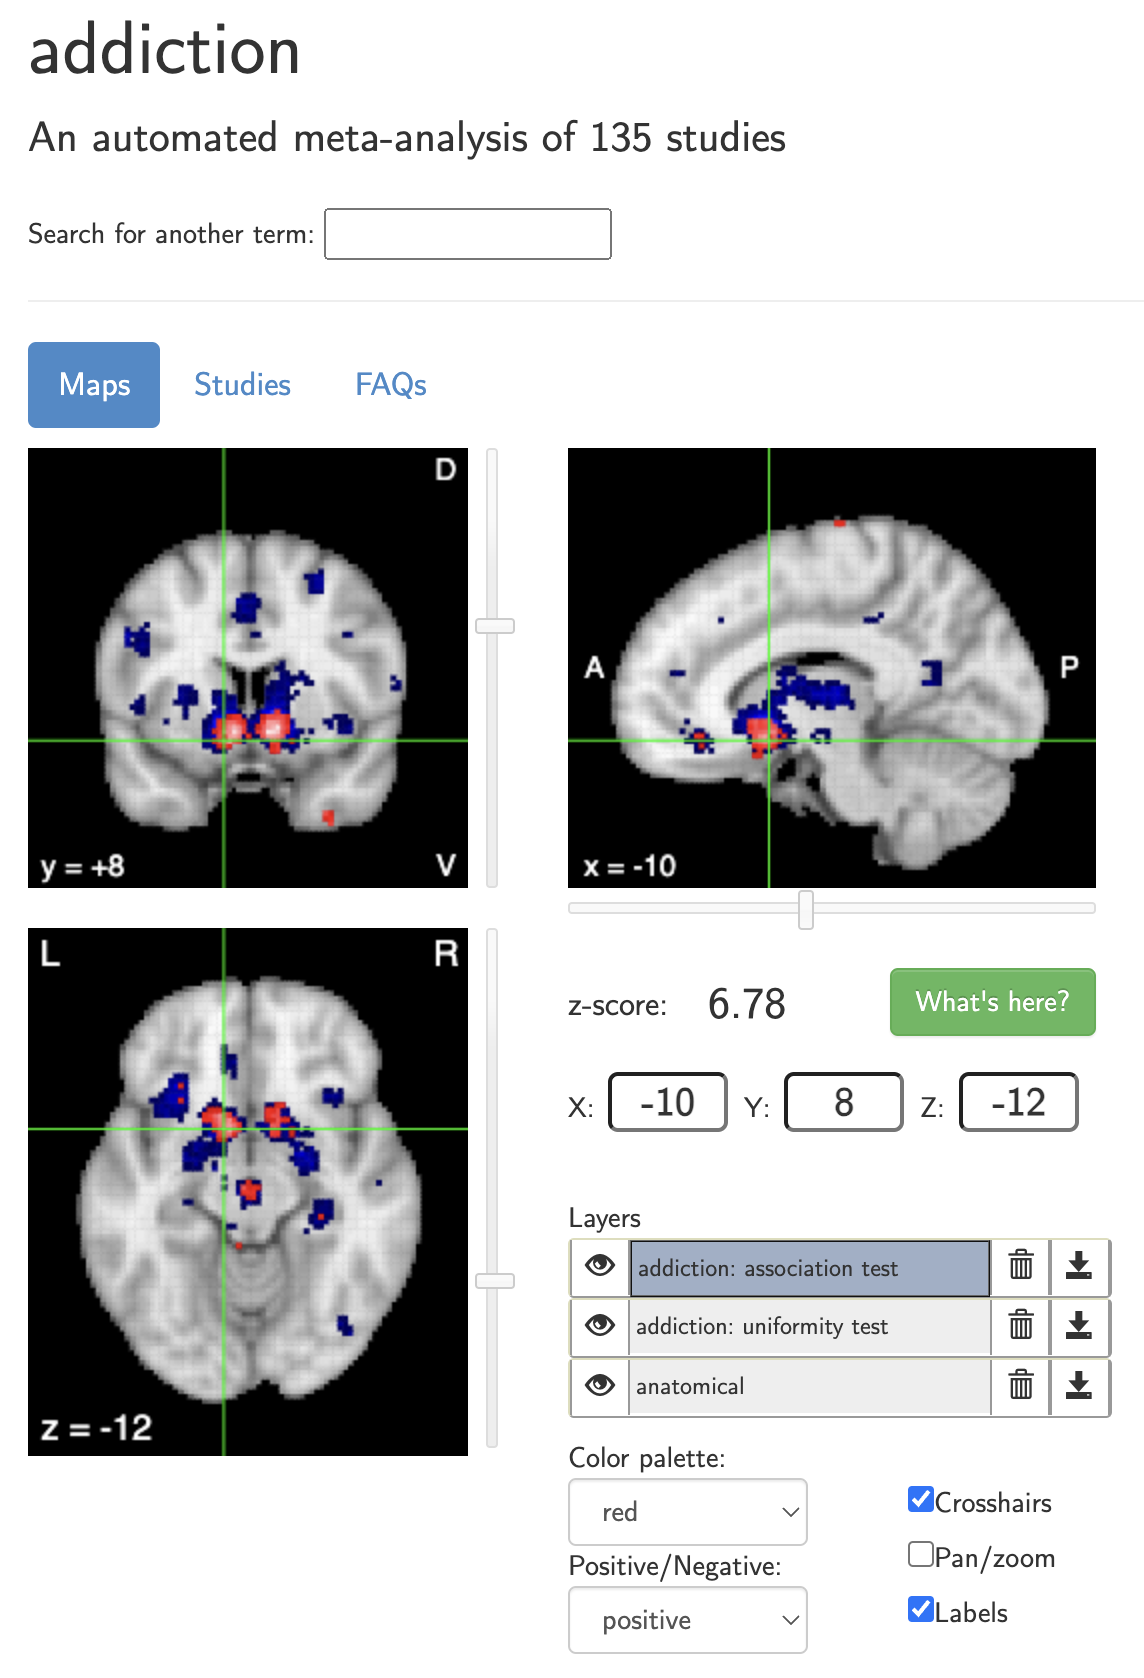 addiction
An automated meta-analysis of 135 studies
Search for another term:
Maps Studies FAQs
D
y = +8 V
A P
x = -10
L R
z = -12
z-score: 6.78 What's here?
X: -10 Y: 8 Z: -12
Layers
addiction: association test
addiction: uniformity test
anatomical
Color palette:
red
Crosshairs
Positive/Negative:
Pan/zoom
positive
Labels